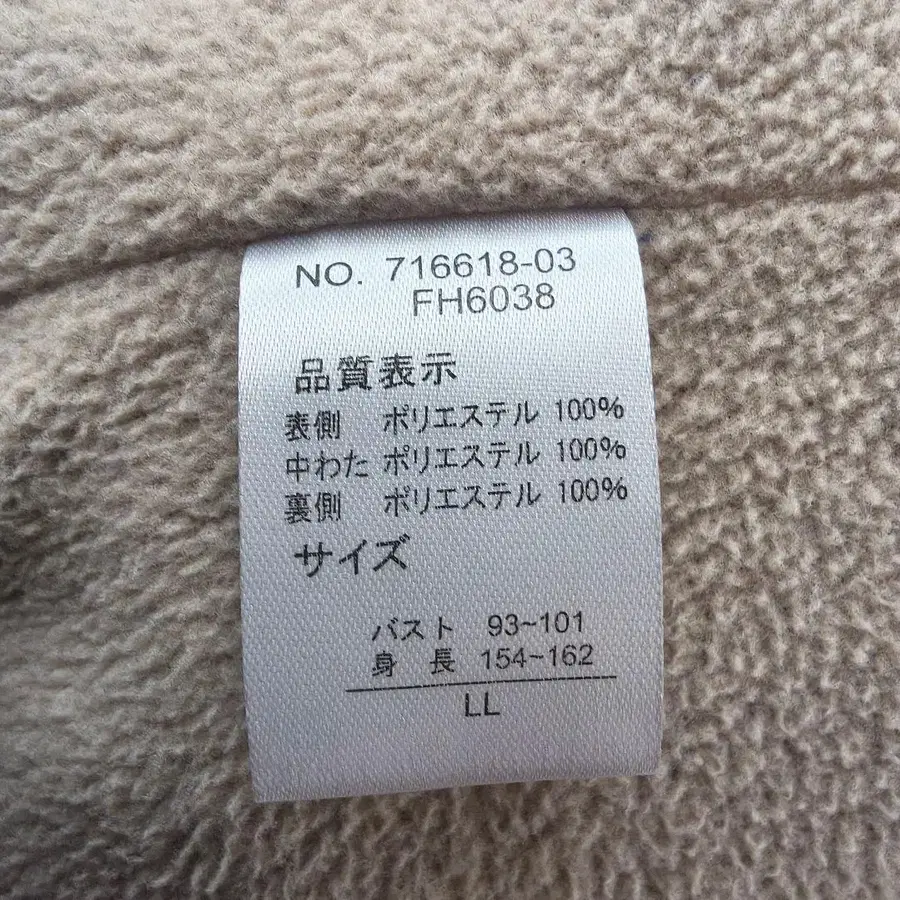 NO. 716618-03
FH6038
品質表示
表側 ポリエステル 100%
中わた ポリエステル 100%
裏側 ポリエステル 100%
サイズ
バスト 93~101
身 長 154~162
LL